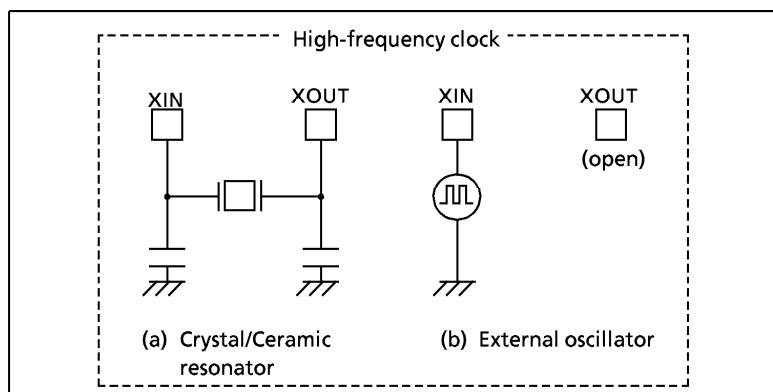 High-frequency clock
XIN
XOUT
XIN
XOUT
(open)
(a) Crystal/Ceramic
resonator
(b) External oscillator